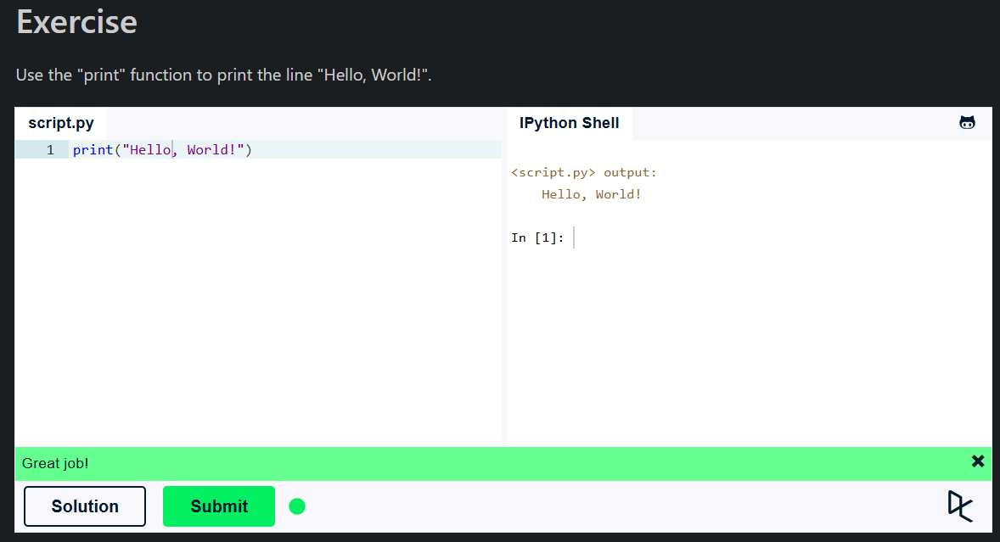 Exercise
Use the "print" function to print the line "Hello, World!".
script.py
1 print("Hello, World!")
IPython Shell
<script.py> output:
    Hello, World!
In [1]:
Great job!
Solution
Submit